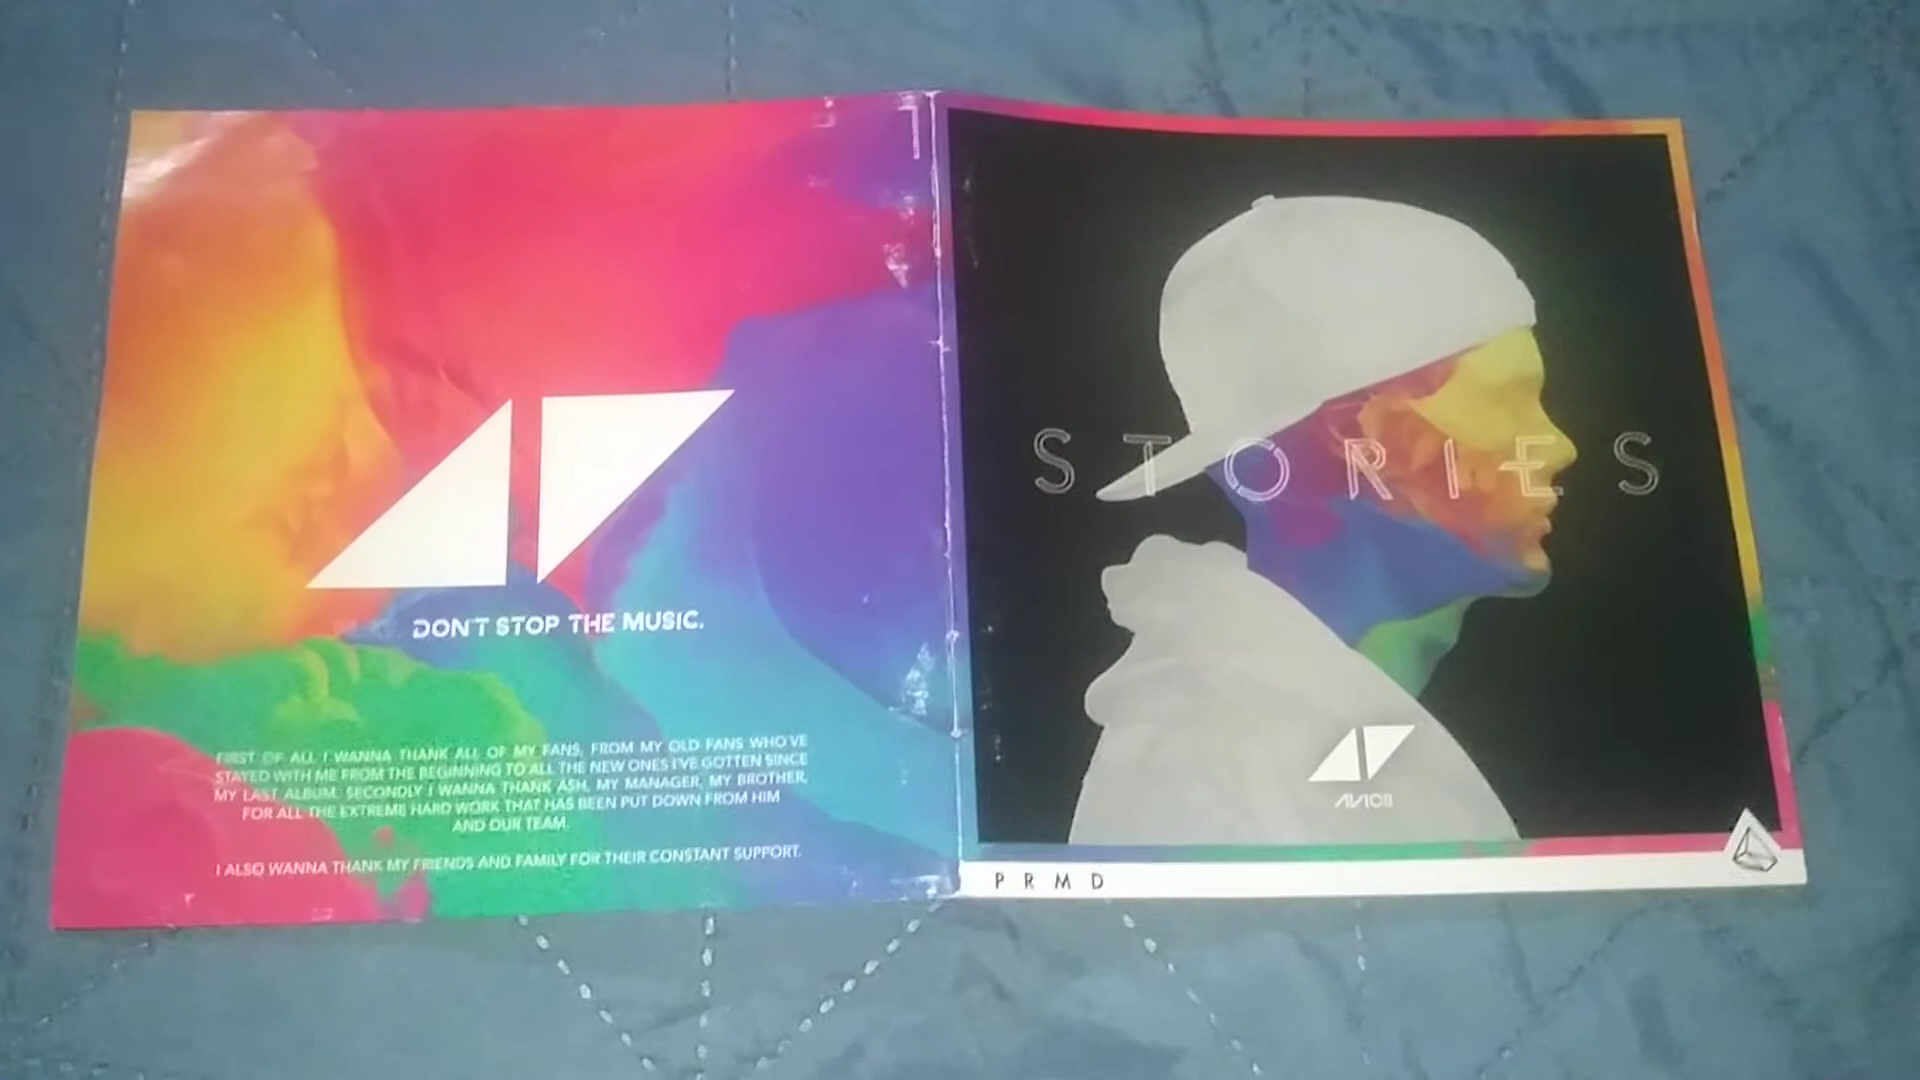 DON'T STOP THE MUSIC.
FIRST OF ALL I WANNA THANK ALL OF MY FANS, FROM MY OLD FANS WHO'VE
STAYED WITH ME FROM THE BEGINNING TO ALL THE NEW ONES I'VE GOTTEN SINCE
MY LAST ALBUM. SECONDLY I WANNA THANK ASH, MY MANAGER, MY BROTHER,
FOR ALL THE EXTREME HARD WORK THAT HAS BEEN PUT DOWN FROM HIM
AND OUR TEAM.
I ALSO WANNA THANK MY FRIENDS AND FAMILY FOR THEIR CONSTANT SUPPORT.
STORIES
AVICII
PRMD